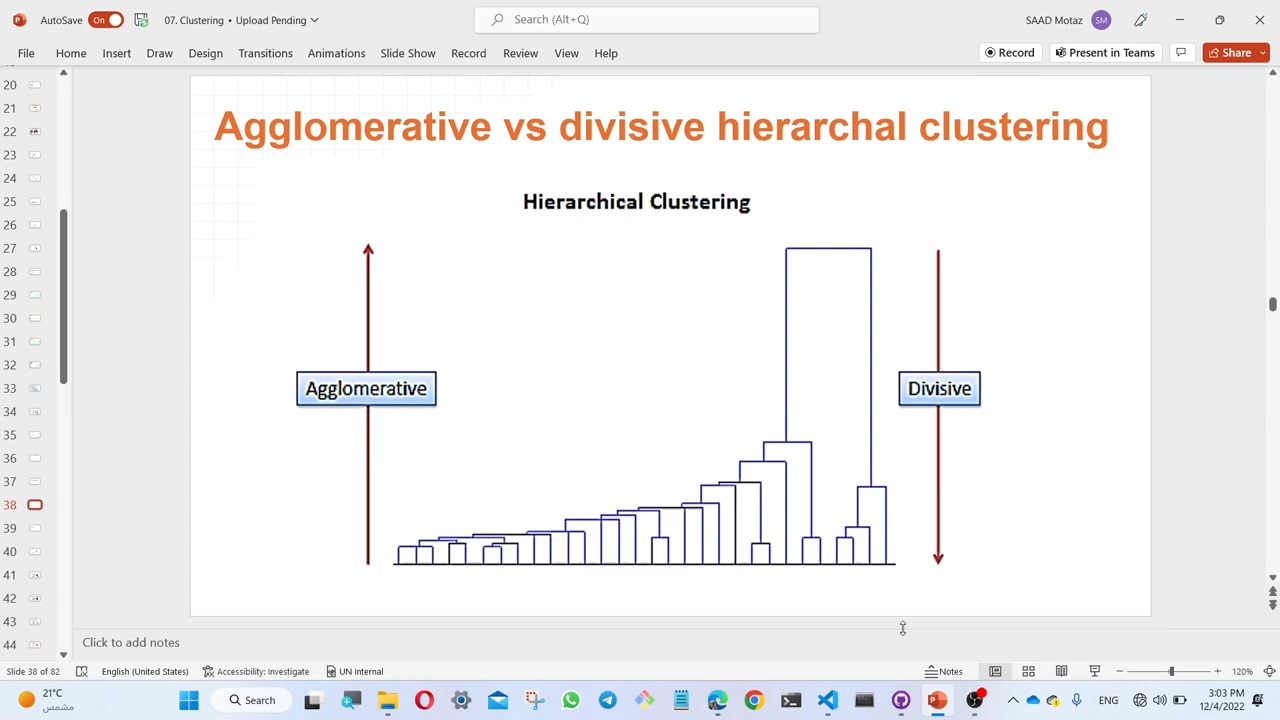 AutoSave On 07. Clustering • Upload Pending Search (Alt+Q) SAAD Motaz SM
File Home Insert Draw Design Transitions Animations Slide Show Record Review View Help Record Present in Teams Share
20
21
22
23
24
25
26
27
28
29
30
31
32
33
34
35
36
37
38
39
40
41
42
43
44
Agglomerative vs divisive hierarchal clustering
Hierarchical Clustering
Agglomerative
Divisive
Click to add notes
Slide 38 of 82 English (United States) Accessibility: Investigate UN Internal Notes 120%
21°C
مشمس
Search
ENG
3:03 PM
12/4/2022